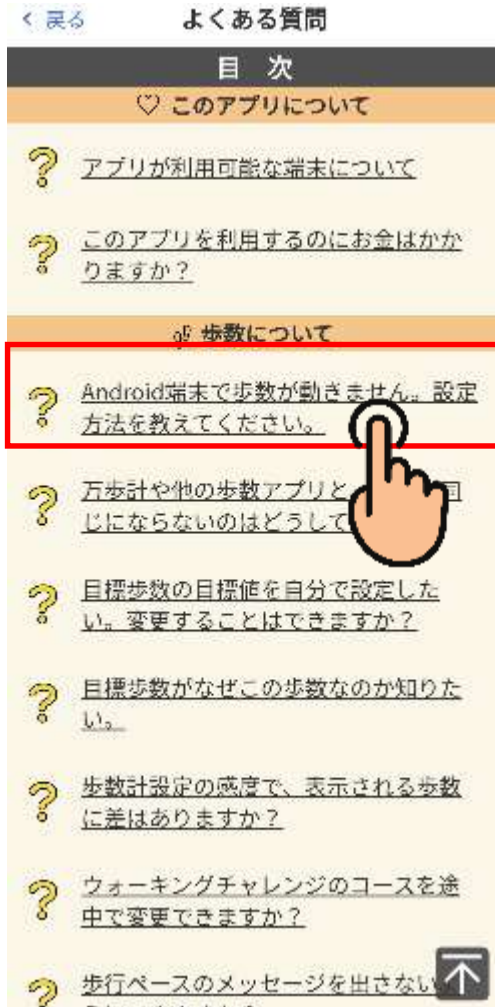 く 戻る
よくある質問
目 次
♡ このアプリについて
アプリが利用可能な端末について
このアプリを利用するのにお金はかか
りますか？
歩数について
Android端末で歩数が動きません。設定
方法を教えてください。
万歩計や他の歩数アプリと
じにならないのはどうして
目標歩数の目標値を自分で設定した
い。変更することはできますか？
目標歩数がなぜこの歩数なのか知りた
い。
歩数計設定の感度で、表示される歩数
に差はありますか？
ウォーキングチャレンジのコースを途
中で変更できますか？
歩行ペースのメッセージを出さない